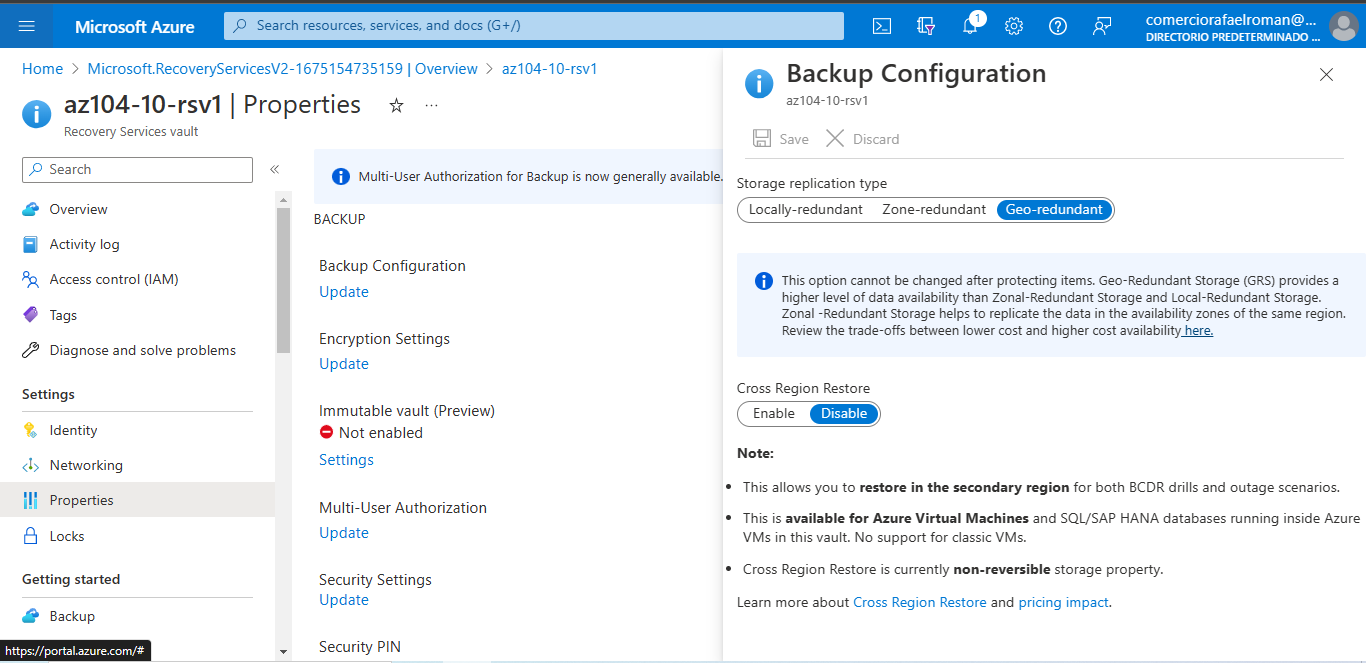 Microsoft Azure
Search resources, services, and docs (G+/)
1
comerciorafaelroman@...
DIRECTORIO PREDETERMINADO ...
Home > Microsoft.RecoveryServicesV2-1675154735159 | Overview > az104-10-rsv1
az104-10-rsv1 | Properties
Recovery Services vault
Search
Overview
Activity log
Access control (IAM)
Tags
Diagnose and solve problems
Settings
Identity
Networking
Properties
Locks
Getting started
Backup
https://portal.azure.com/#
Multi-User Authorization for Backup is now generally available.
BACKUP
Backup Configuration
Update
Encryption Settings
Update
Immutable vault (Preview)
Not enabled
Settings
Multi-User Authorization
Update
Security Settings
Update
Security PIN
Backup Configuration
az104-10-rsv1
Save Discard
Storage replication type
Locally-redundant Zone-redundant Geo-redundant
This option cannot be changed after protecting items. Geo-Redundant Storage (GRS) provides a
higher level of data availability than Zonal-Redundant Storage and Local-Redundant Storage.
Zonal -Redundant Storage helps to replicate the data in the availability zones of the same region.
Review the trade-offs between lower cost and higher cost availability here.
Cross Region Restore
Enable Disable
Note:
• This allows you to restore in the secondary region for both BCDR drills and outage scenarios.
• This is available for Azure Virtual Machines and SQL/SAP HANA databases running inside Azure
VMs in this vault. No support for classic VMs.
• Cross Region Restore is currently non-reversible storage property.
Learn more about Cross Region Restore and pricing impact.